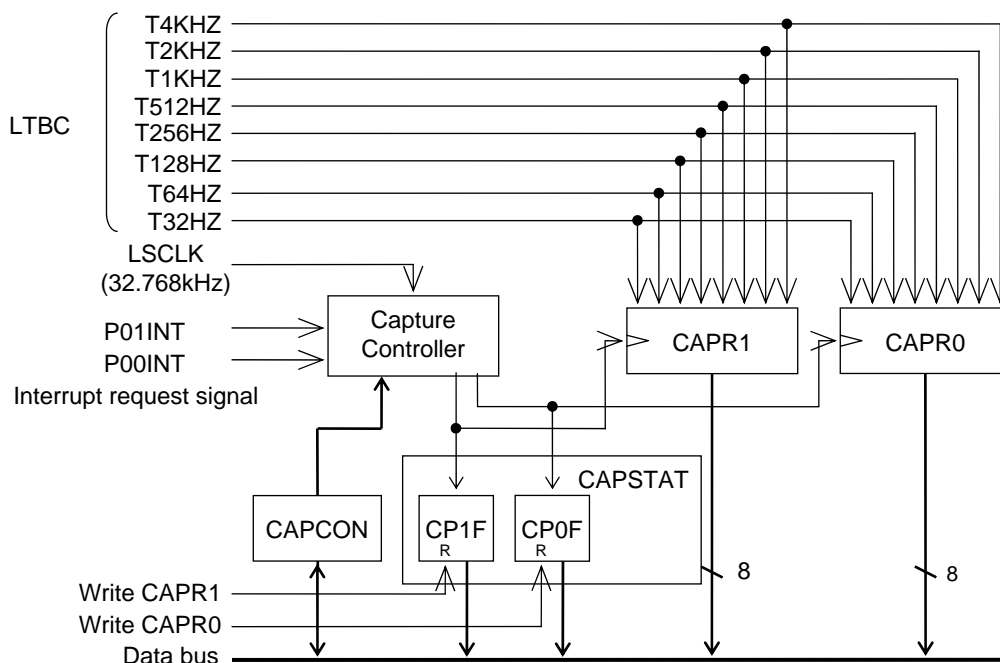 T4KHZ
T2KHZ
T1KHZ
T512HZ
LTBC
T256HZ
T128HZ
T64HZ
T32HZ
LSCLK
(32.768kHz)
Capture
Controller
CAPR1
CAPR0
P01INT
P00INT
Interrupt request signal
CAPSTAT
CAPCON
CP1F
R
CP0F
R
8
8
Write CAPR1
Write CAPR0
Data bus